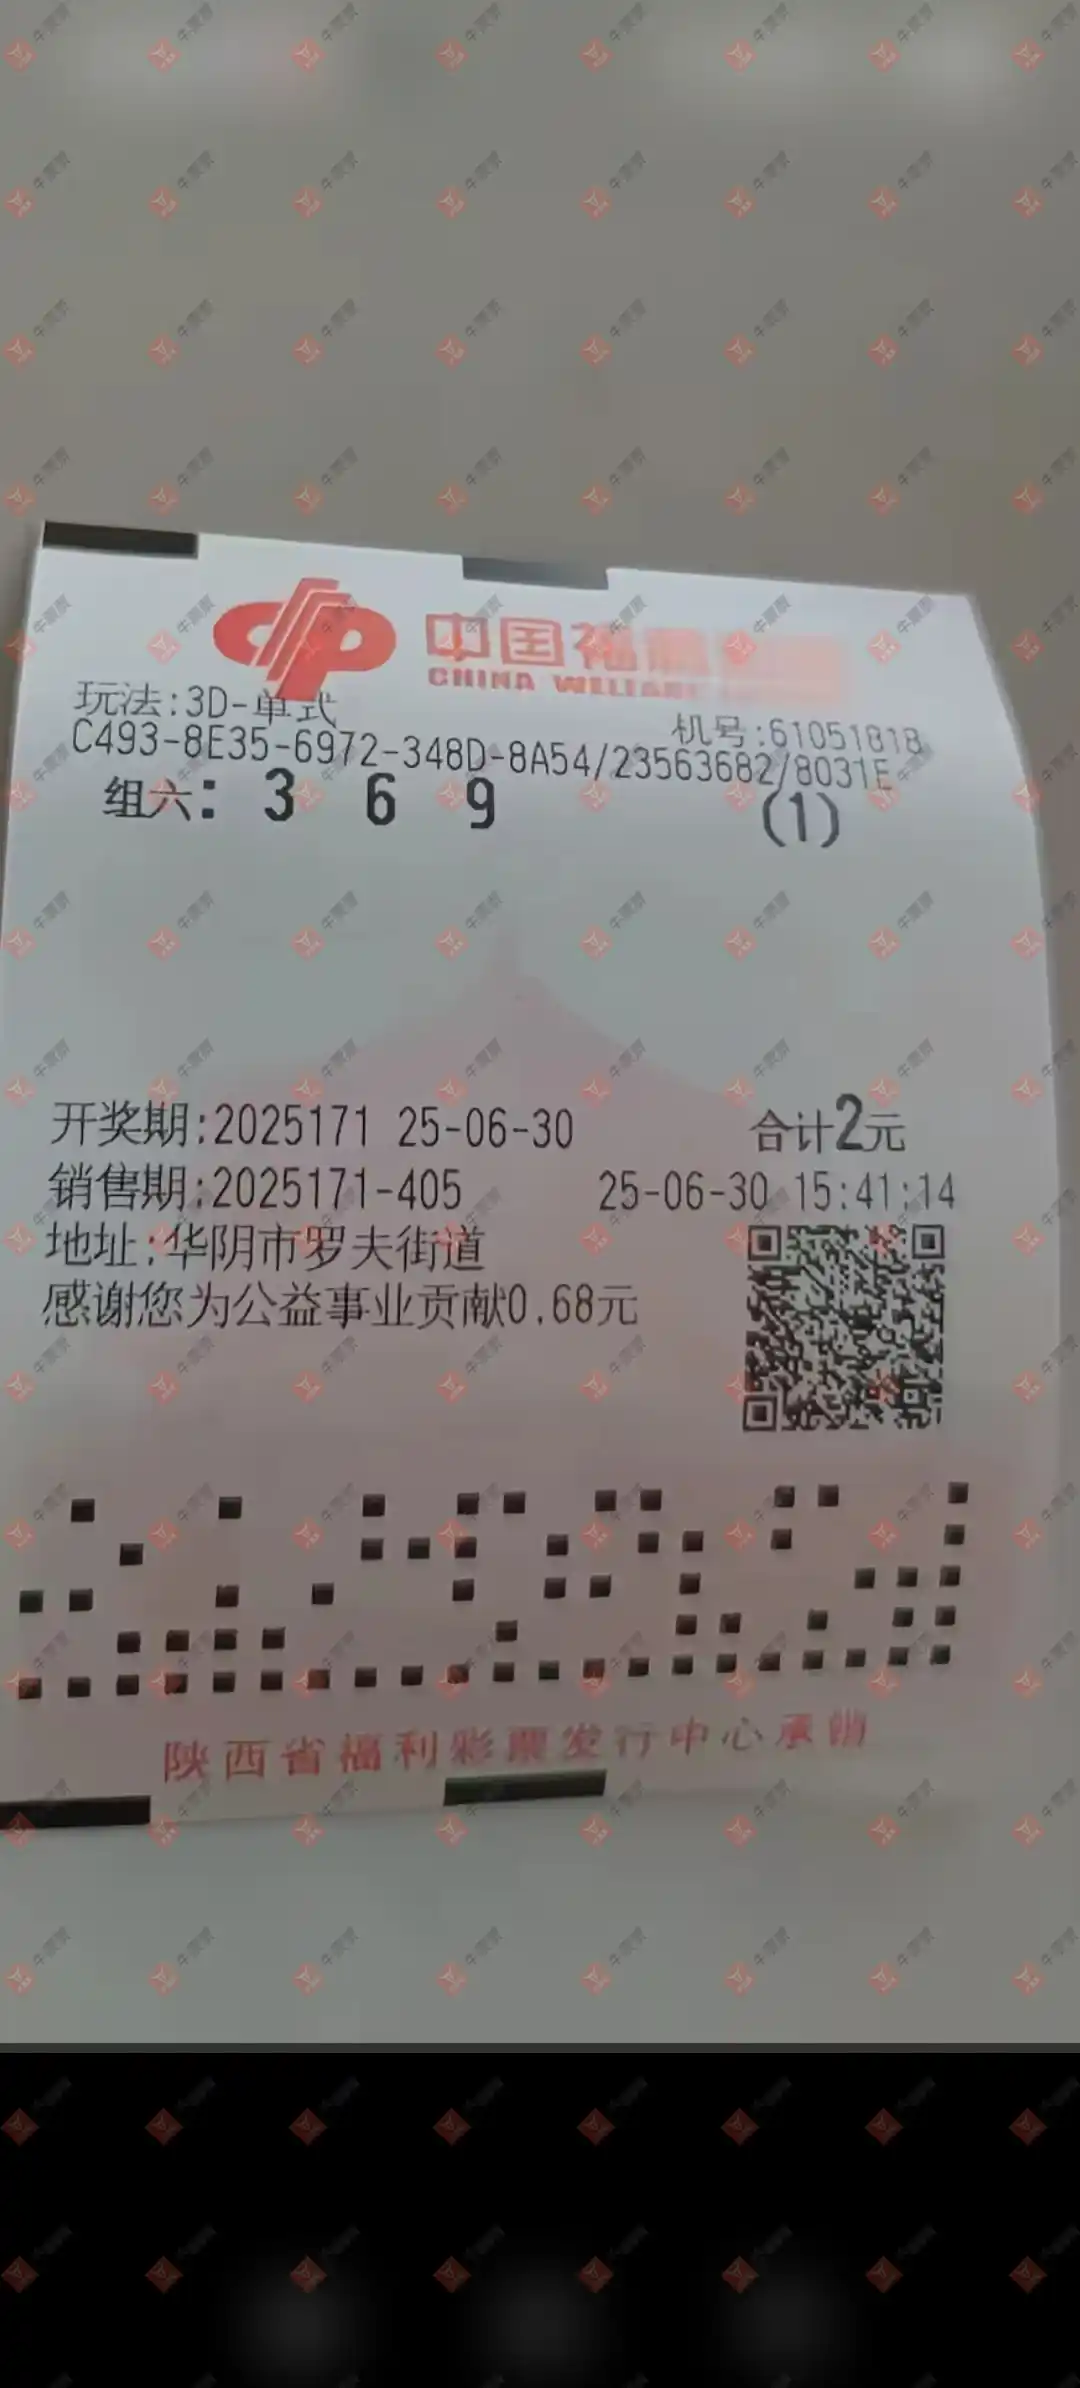 中国福
CHINA WELFARE
玩法:3D-单式
机号:61051818
C493-8E35-6972-348D-8A54/23563682/8031E
组六: 3 6 9 (1)
开奖期:2025171 25-06-30 合计2元
销售期:2025171-405 25-06-30 15:41:14
地址:华阴市罗夫街道
感谢您为公益事业贡献0.68元
陕西省福利彩票发行中心承销